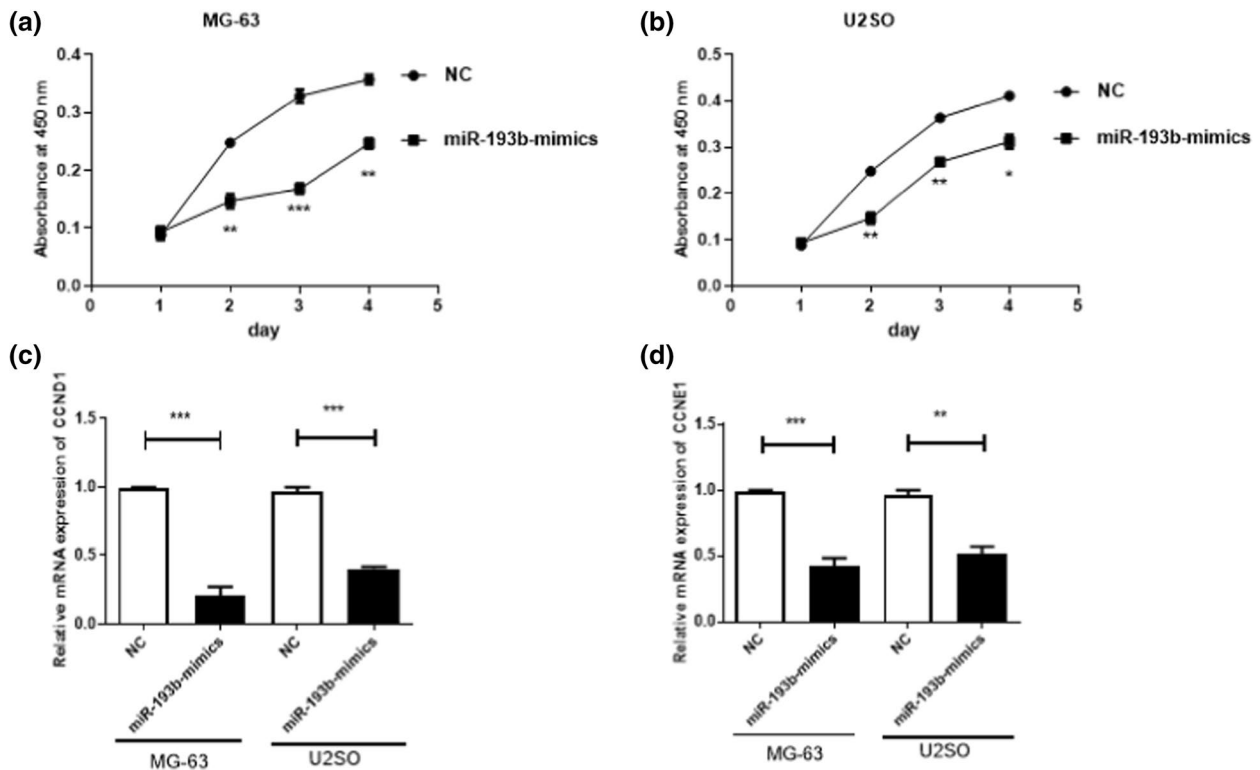 (a)
MG-63
Absorbance at 450 nm
0.4
0.3
0.2
0.1
0.0
0
1
2
3
4
5
day
NC
miR-193b-mimics
**
***
**
(b)
U2SO
Absorbance at 450 nm
0.5
0.4
0.3
0.2
0.1
0.0
0
1
2
3
4
5
day
NC
miR-193b-mimics
**
**
*
(c)
Relative mRNA expression of CCND1
1.5
1.0
0.5
0.0
***
***
NC
miR-193b-mimics
NC
miR-193b-mimics
MG-63
U2SO
(d)
Relative mRNA expression of CCNE1
1.5
1.0
0.5
0.0
***
**
NC
miR-193b-mimics
NC
miR-193b-mimics
MG-63
U2SO